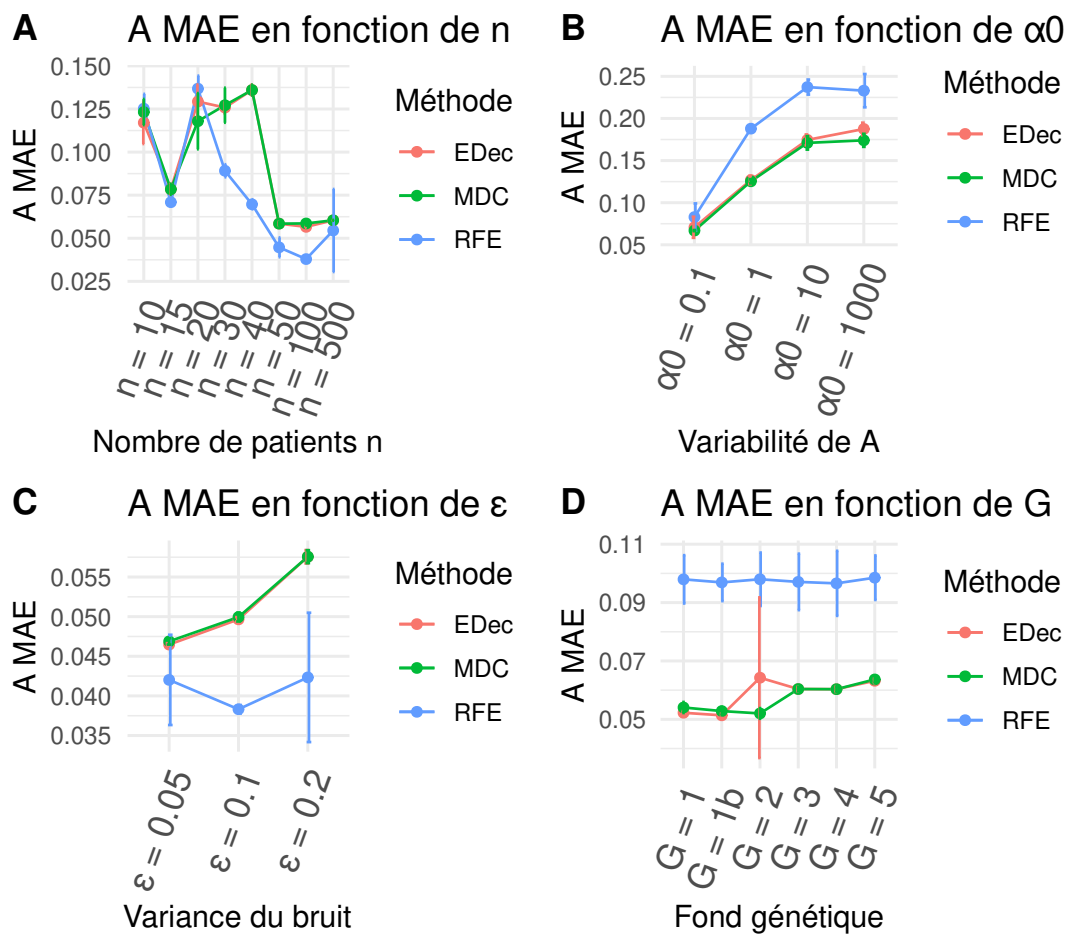 A
A MAE en fonction de n
0.150
0.125
0.100
0.075
0.050
0.025
A MAE
n = 10
n = 15
n = 20
n = 30
n = 40
n = 50
n = 100
n = 500
Nombre de patients n
Méthode
EDec
MDC
RFE
B
A MAE en fonction de α0
0.25
0.20
0.15
0.10
0.05
A MAE
α0 = 0.1
α0 = 1
α0 = 10
α0 = 1000
Variabilité de A
Méthode
EDec
MDC
RFE
C
A MAE en fonction de ε
0.055
0.050
0.045
0.040
0.035
A MAE
ε = 0.05
ε = 0.1
ε = 0.2
Variance du bruit
Méthode
EDec
MDC
RFE
D
A MAE en fonction de G
0.11
0.09
0.07
0.05
A MAE
G = 1
G = 1b
G = 2
G = 3
G = 4
G = 5
Fond génétique
Méthode
EDec
MDC
RFE